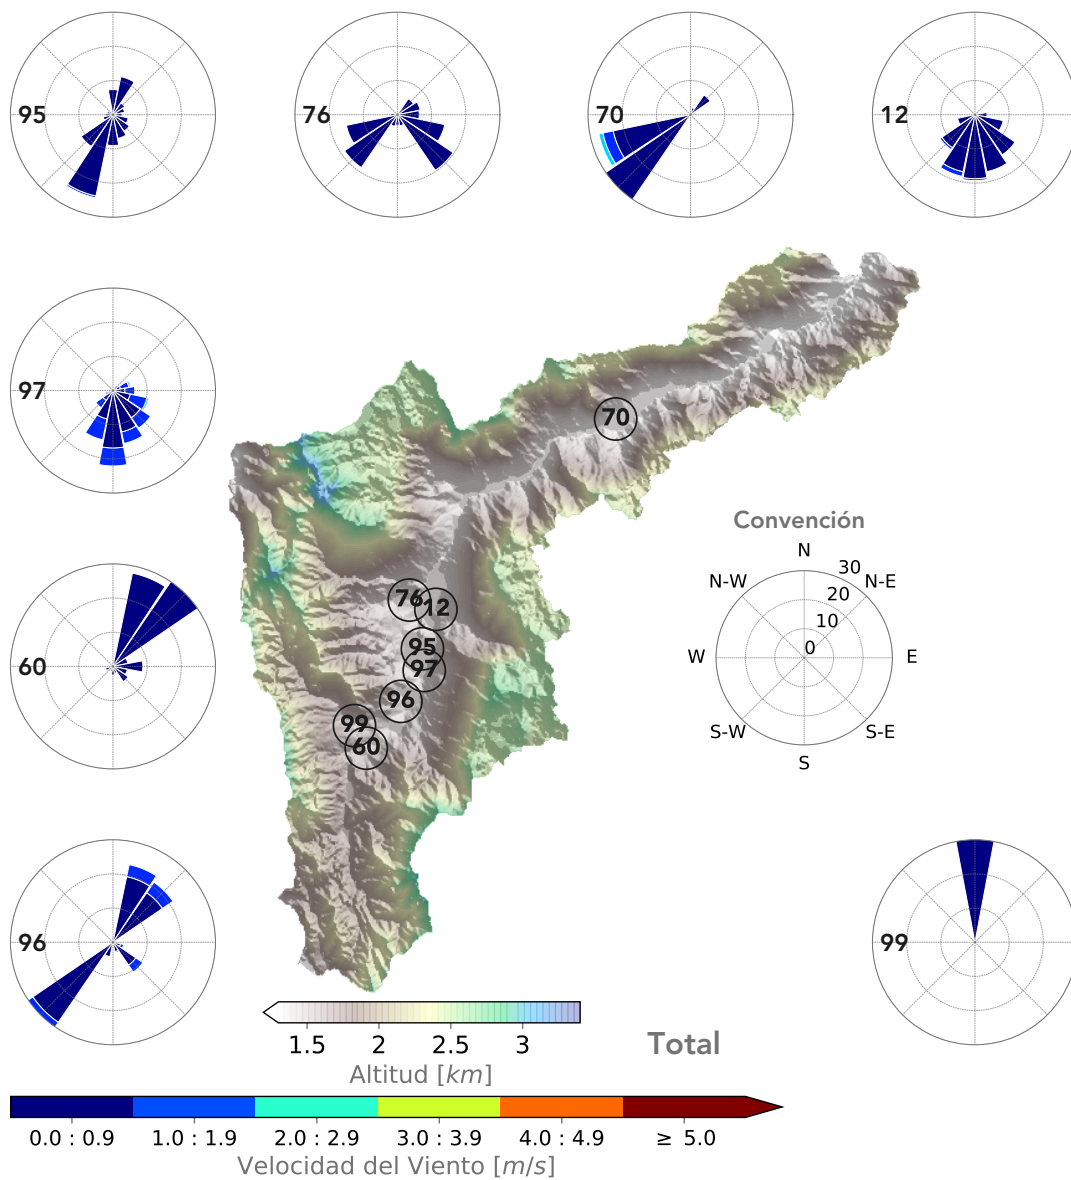 95
76
70
12
97
70
Convención
N
N-W
30
N-E
20
10
0
W
E
S-W
S-E
S
76
12
95
97
96
99
60
60
96
99
1.5 2 2.5 3
Altitud [km]
Total
0.0 : 0.9 1.0 : 1.9 2.0 : 2.9 3.0 : 3.9 4.0 : 4.9 ≥ 5.0
Velocidad del Viento [m/s]